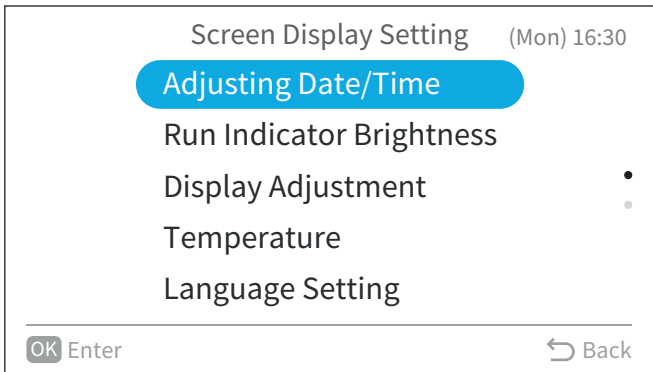 Screen Display Setting (Mon) 16:30
Adjusting Date/Time
Run Indicator Brightness
Display Adjustment
Temperature
Language Setting
OK Enter Back